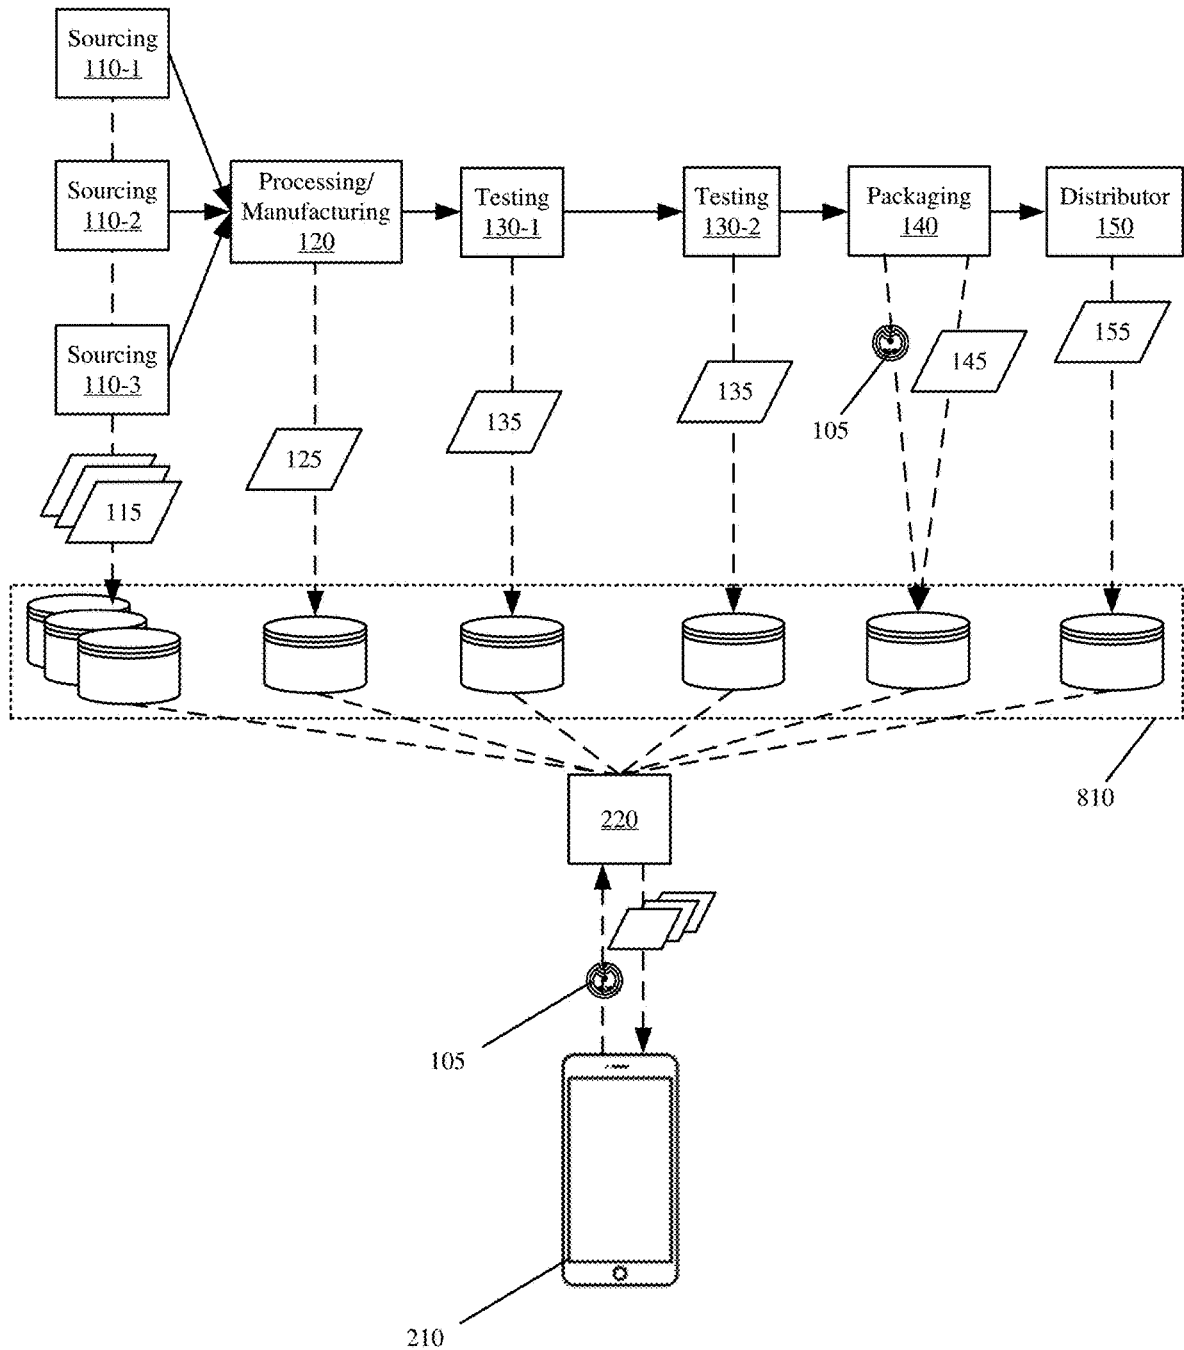 Sourcing
110-1
Sourcing
110-2
Processing/
Manufacturing
120
Testing
130-1
Testing
130-2
Packaging
140
Distributor
150
Sourcing
110-3
155
145
135
135
105
125
115
810
220
105
210